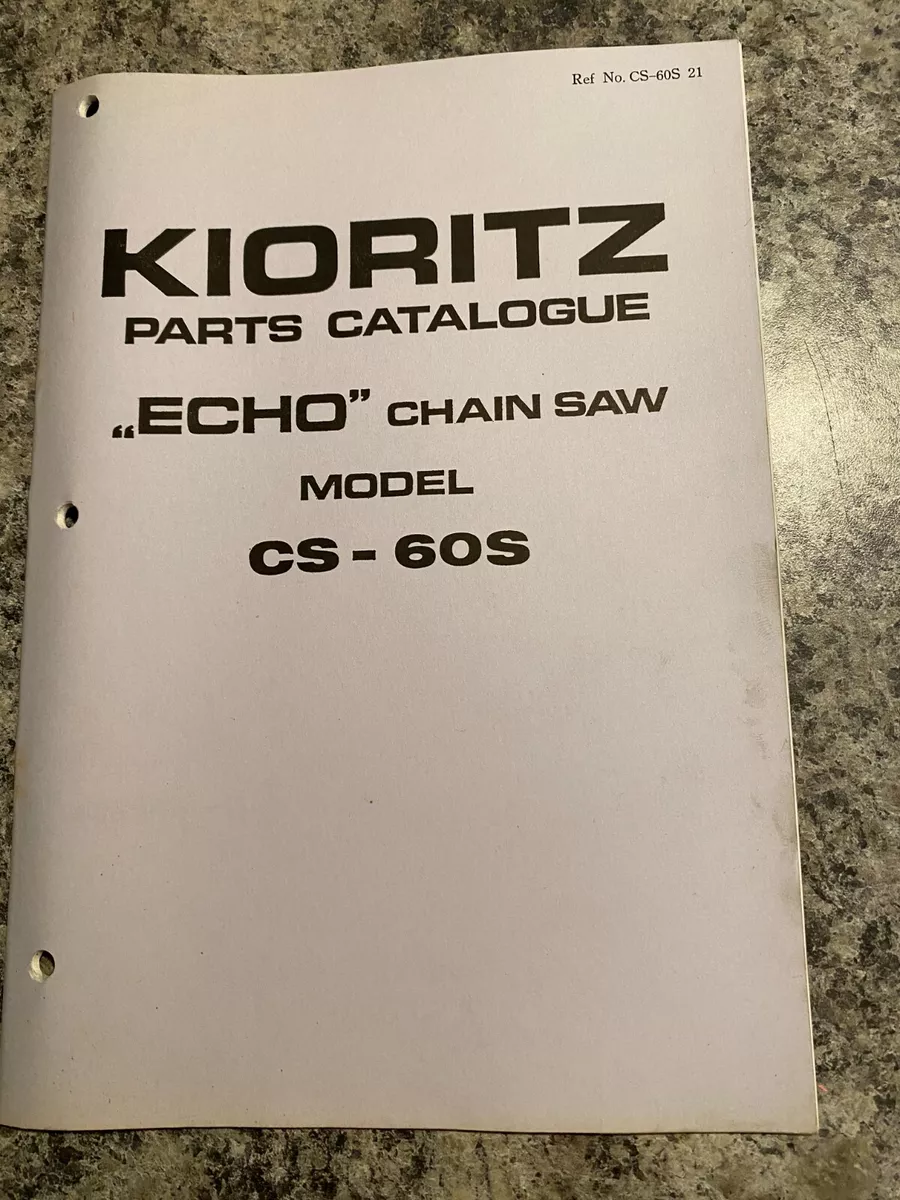 Ref No. CS-60S 21
KIORITZ
PARTS CATALOGUE
„ECHO” CHAIN SAW
MODEL
CS - 60S